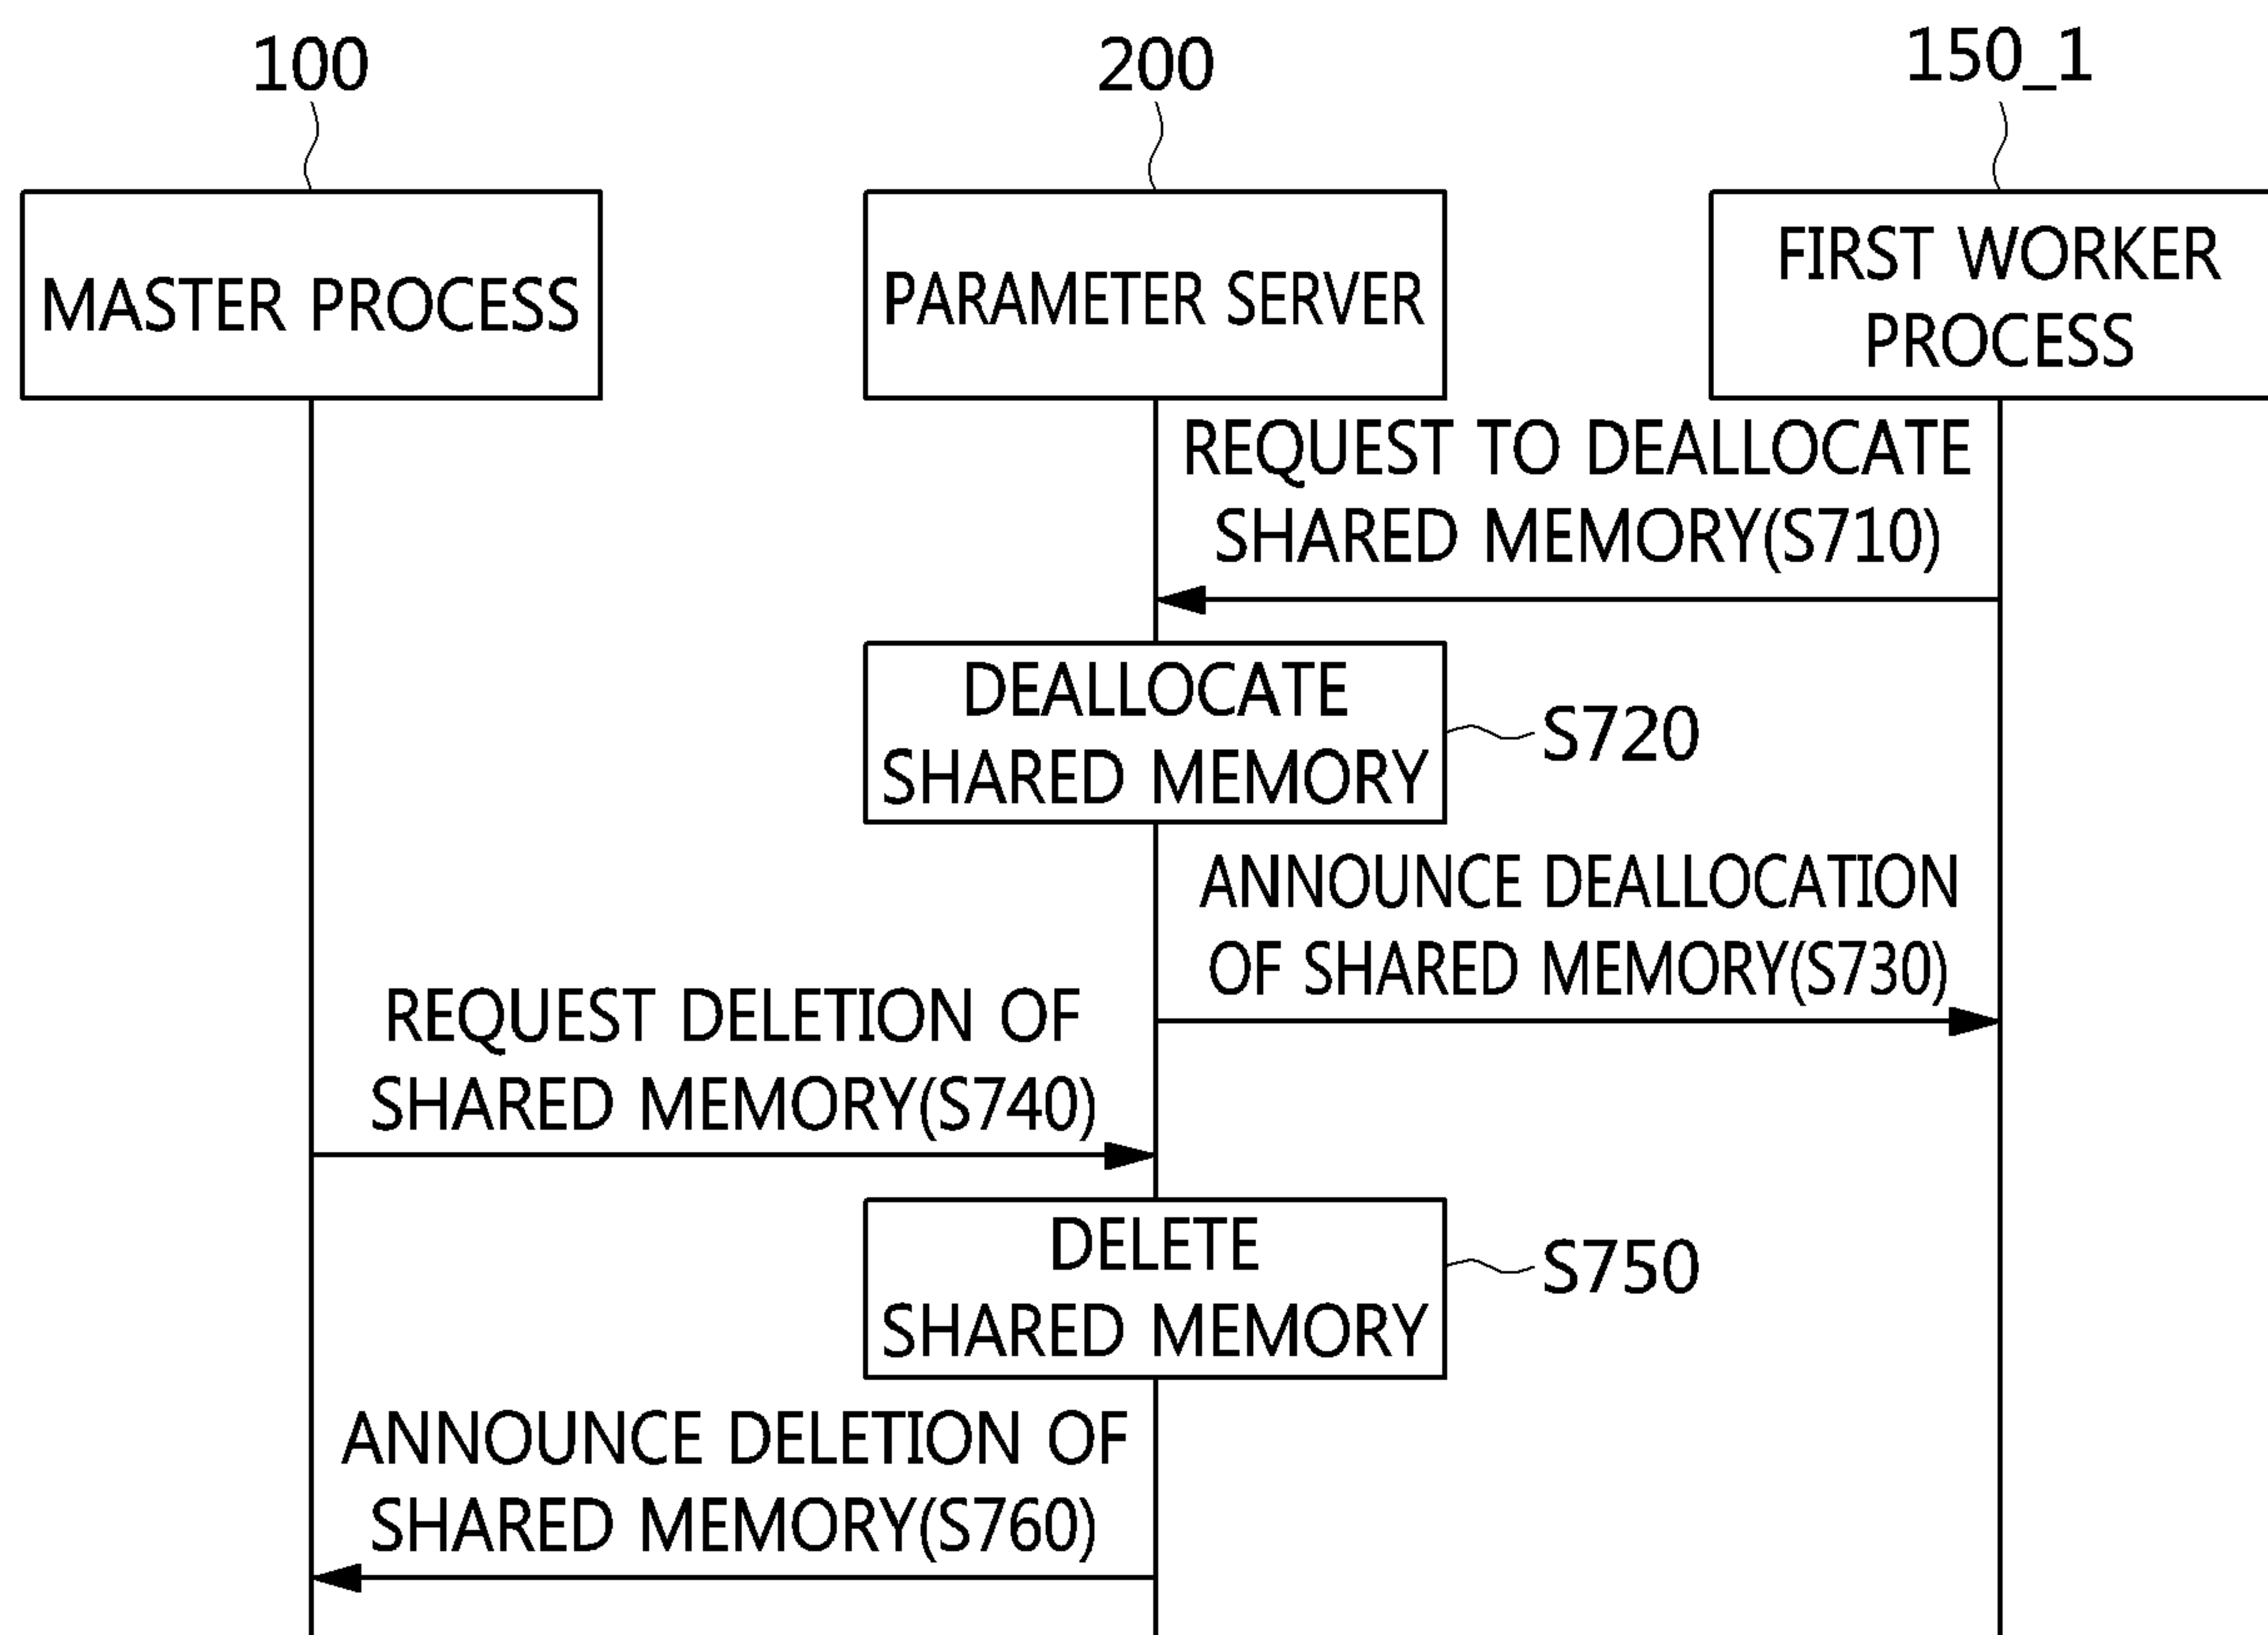 100
200
150_1
MASTER PROCESS
PARAMETER SERVER
FIRST WORKER
PROCESS
REQUEST TO DEALLOCATE
SHARED MEMORY(S710)
DEALLOCATE
SHARED MEMORY
S720
ANNOUNCE DEALLOCATION
OF SHARED MEMORY(S730)
REQUEST DELETION OF
SHARED MEMORY(S740)
DELETE
SHARED MEMORY
S750
ANNOUNCE DELETION OF
SHARED MEMORY(S760)